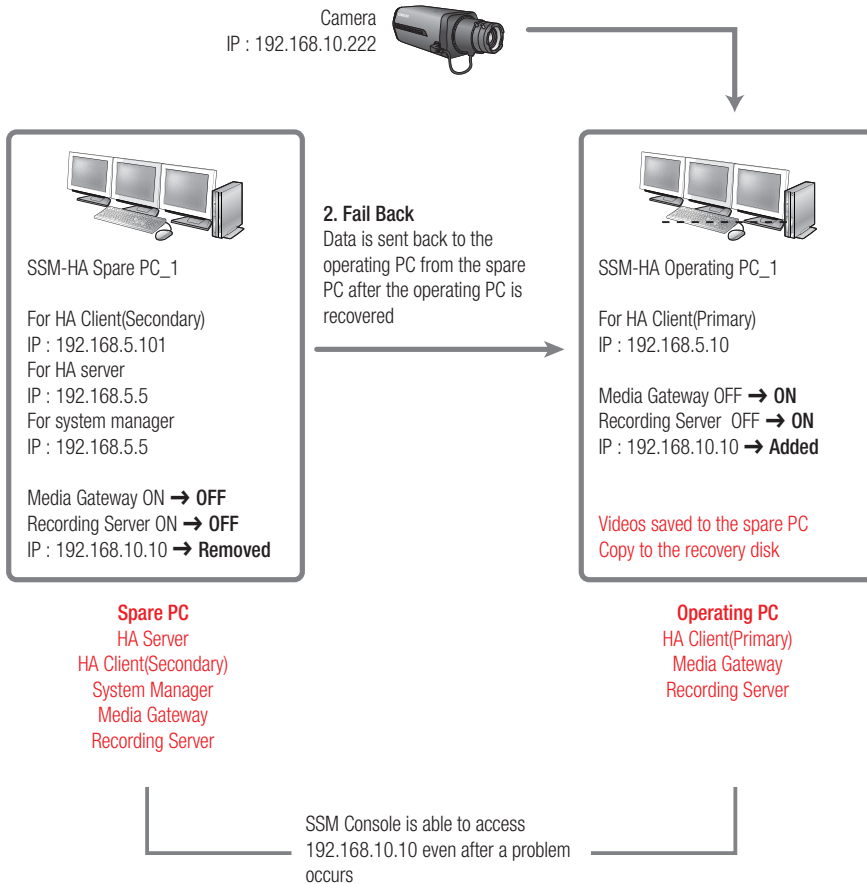 Camera
IP : 192.168.10.222
SSM-HA Spare PC_1
For HA Client(Secondary)
IP : 192.168.5.101
For HA server
IP : 192.168.5.5
For system manager
IP : 192.168.5.5
Media Gateway ON ➔ OFF
Recording Server ON ➔ OFF
IP : 192.168.10.10 ➔ Removed
2. Fail Back
Data is sent back to the
operating PC from the spare
PC after the operating PC is
recovered
SSM-HA Operating PC_1
For HA Client(Primary)
IP : 192.168.5.10
Media Gateway OFF ➔ ON
Recording Server OFF ➔ ON
IP : 192.168.10.10 ➔ Added
Videos saved to the spare PC
Copy to the recovery disk
Spare PC
HA Server
HA Client(Secondary)
System Manager
Media Gateway
Recording Server
Operating PC
HA Client(Primary)
Media Gateway
Recording Server
SSM Console is able to access
192.168.10.10 even after a problem
occurs